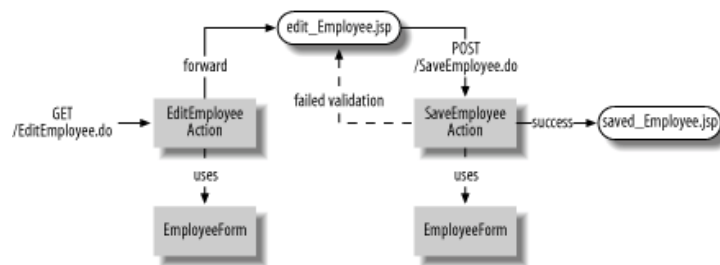 edit_Employee.jsp
forward
POST
/SaveEmployee.do
GET
/EditEmployee.do
EditEmployee
Action
failed validation
SaveEmployee
Action
success
saved_Employee.jsp
uses
uses
EmployeeForm
EmployeeForm